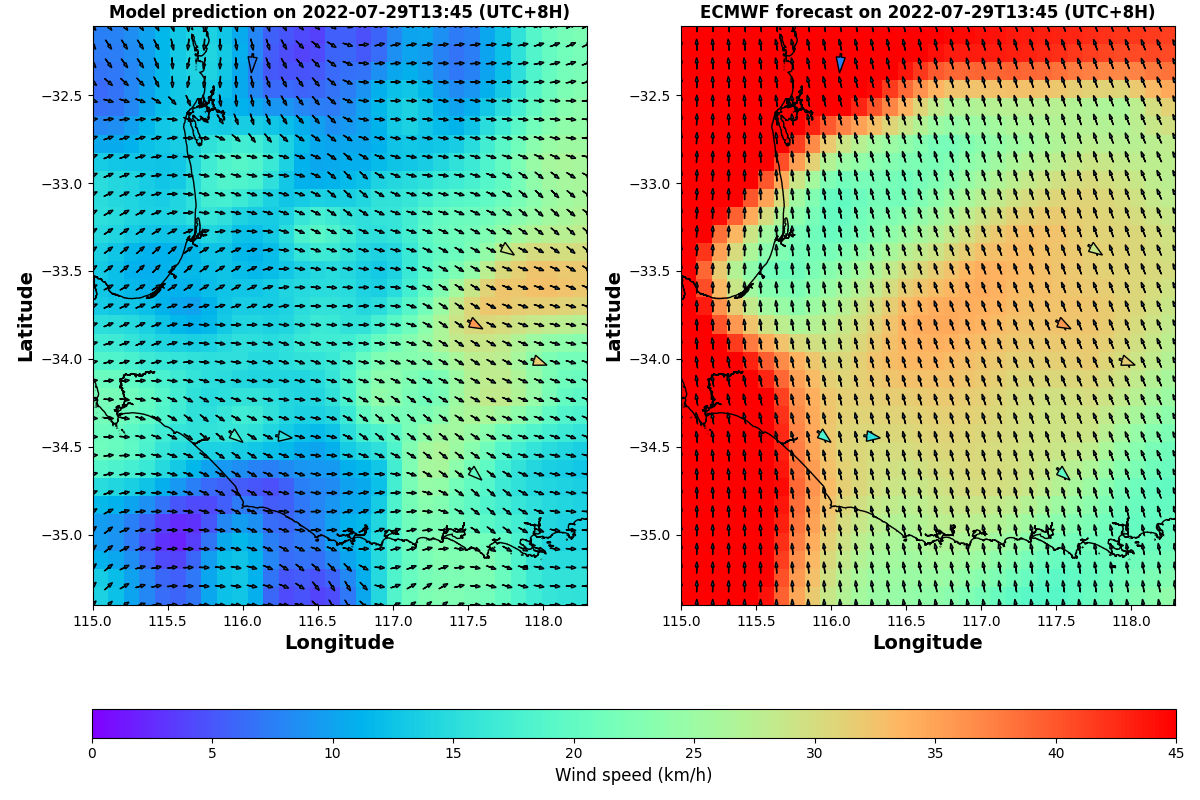 Model prediction on 2022-07-29T13:45 (UTC+8H)
ECMWF forecast on 2022-07-29T13:45 (UTC+8H)
−32.5
−33.0
−33.5
−34.0
−34.5
−35.0
Latitude
115.0 115.5 116.0 116.5 117.0 117.5 118.0
Longitude
−32.5
−33.0
−33.5
−34.0
−34.5
−35.0
Latitude
115.0 115.5 116.0 116.5 117.0 117.5 118.0
Longitude
0 5 10 15 20 25 30 35 40 45
Wind speed (km/h)